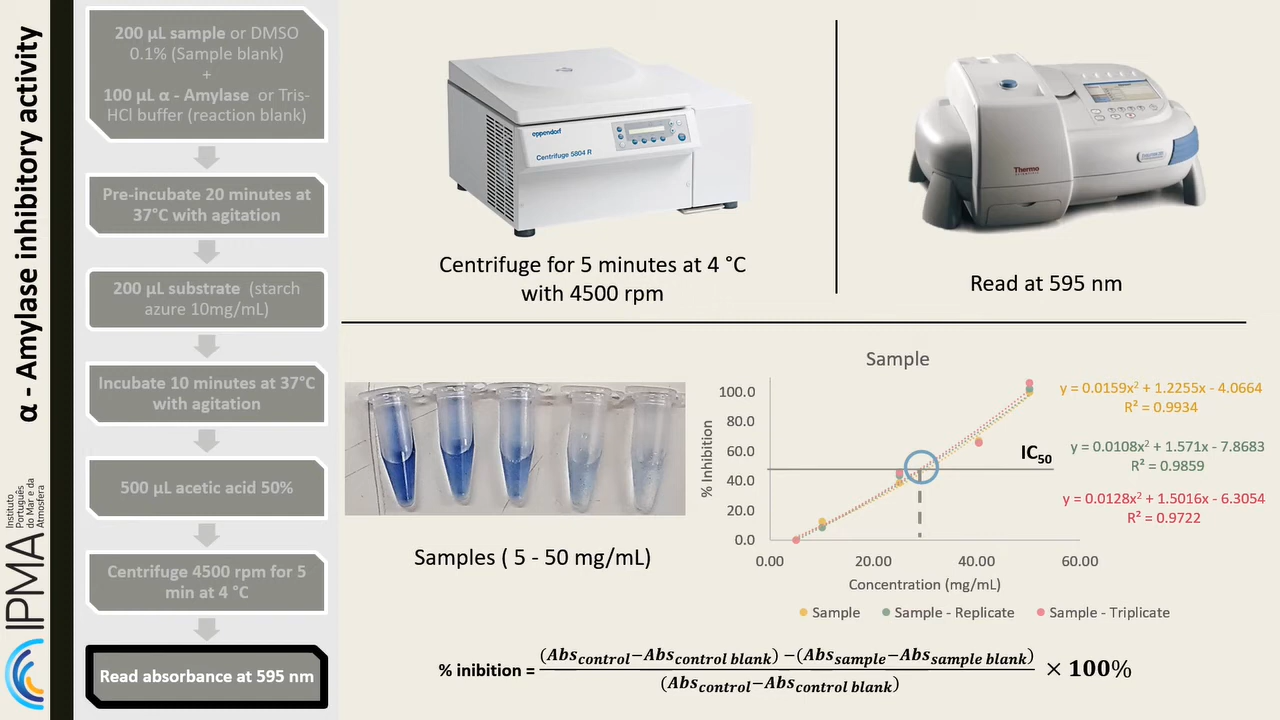 α - Amylase inhibitory activity
Instituto
Português
do Mar e da
Atmosfera
IPMA
200 µL sample or DMSO
0.1% (Sample blank)
+
100 µL α - Amylase or Tris-
HCl buffer (reaction blank)
Pre-incubate 20 minutes at
37°C with agitation
200 µL substrate (starch
azure 10mg/mL)
Incubate 10 minutes at 37°C
with agitation
500 µL acetic acid 50%
Centrifuge 4500 rpm for 5
min at 4 °C
Read absorbance at 595 nm
eppendorf
Centrifuge 5804 R
Centrifuge for 5 minutes at 4 °C
with 4500 rpm
Thermo
SCIENTIFIC
Read at 595 nm
Samples ( 5 - 50 mg/mL)
Sample
% Inhibition
100.0
80.0
60.0
40.0
20.0
0.0
0.00
20.00
40.00
60.00
Concentration (mg/mL)
IC50
y = 0.0159x² + 1.2255x - 4.0664
R² = 0.9934
y = 0.0108x² + 1.571x - 7.8683
R² = 0.9859
y = 0.0128x² + 1.5016x - 6.3054
R² = 0.9722
Sample
Sample - Replicate
Sample - Triplicate
% inibition = (Abscontrol−Abscontrol blank) −(Abssample−Abssample blank) / (Abscontrol−Abscontrol blank) × 100%